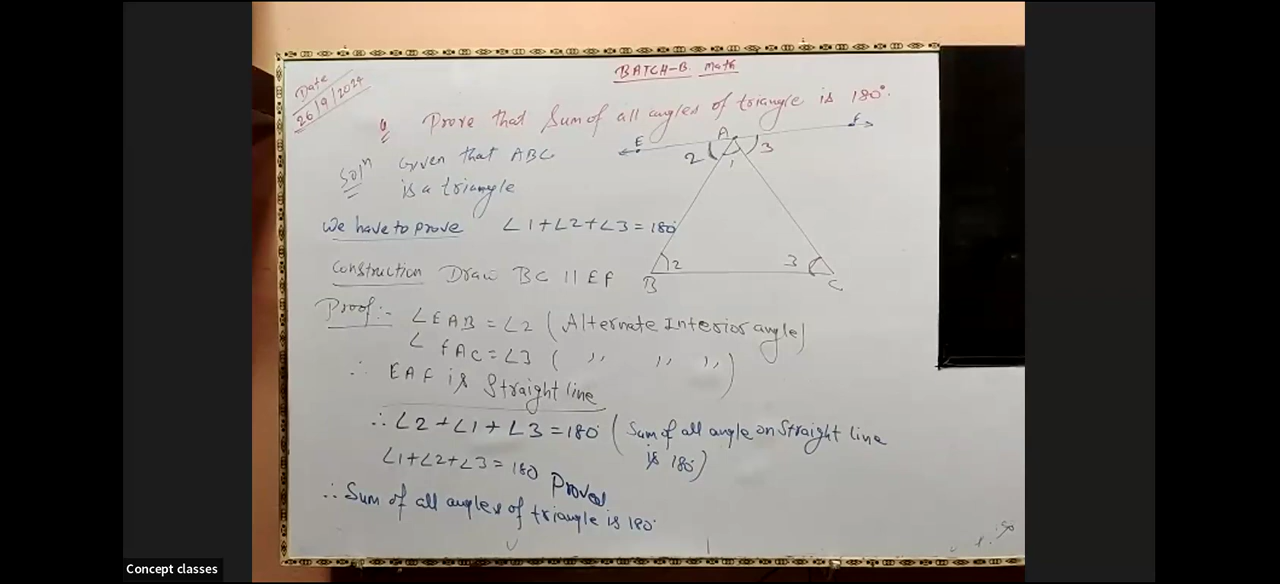 BATCH-B. Math
Date
26/9/2024
Q Prove that Sum of all angles of triangle is 180°.
Solⁿ Given that ABC
is a triangle
We have to prove ∠1+∠2+∠3=180°
Construction Draw BC || EF
Proof:- ∠EAB=∠2 (Alternate Interior angle)
∠FAC=∠3 ( ,, ,, ,, )
∴ EAF is Straight line
∴ ∠2+∠1+∠3=180° (Sum of all angle on straight line
is 180°)
∠1+∠2+∠3=180 Proved
∴ Sum of all angles of triangle is 180°
E A F
2 1 3
2 3
B C
Concept classes